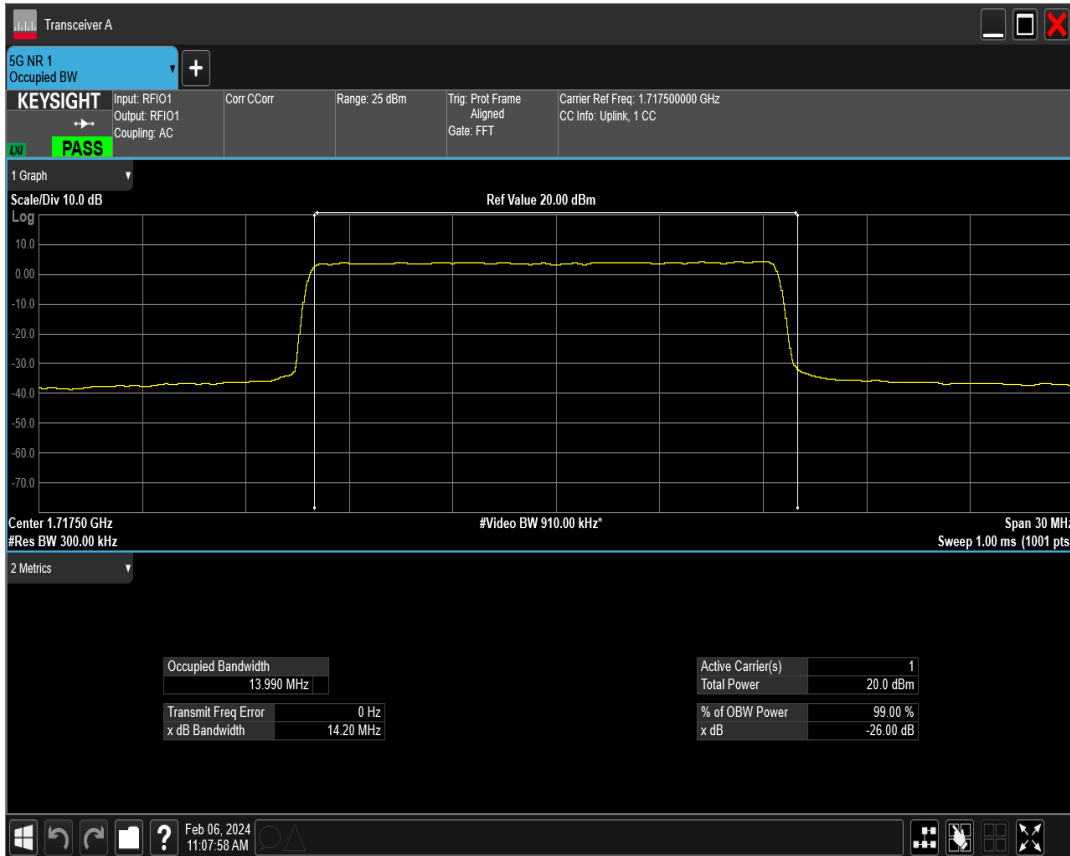 Transceiver A
5G NR 1
Occupied BW
KEYSIGHT
LXI
PASS
Input: RFIO1
Output: RFIO1
Coupling: AC
Corr CCorr
Range: 25 dBm
Trig: Prot Frame
Aligned
Gate: FFT
Carrier Ref Freq: 1.717500000 GHz
CC Info: Uplink, 1 CC
1 Graph
Scale/Div 10.0 dB
Ref Value 20.00 dBm
Log
10.0
0.00
-10.0
-20.0
-30.0
-40.0
-50.0
-60.0
-70.0
Center 1.71750 GHz
#Video BW 910.00 kHz*
Span 30 MHz
#Res BW 300.00 kHz
Sweep 1.00 ms (1001 pts
2 Metrics
Occupied Bandwidth
13.990 MHz
Transmit Freq Error 0 Hz
x dB Bandwidth 14.20 MHz
Active Carrier(s) 1
Total Power 20.0 dBm
% of OBW Power 99.00 %
x dB -26.00 dB
?
Feb 06, 2024
11:07:58 AM